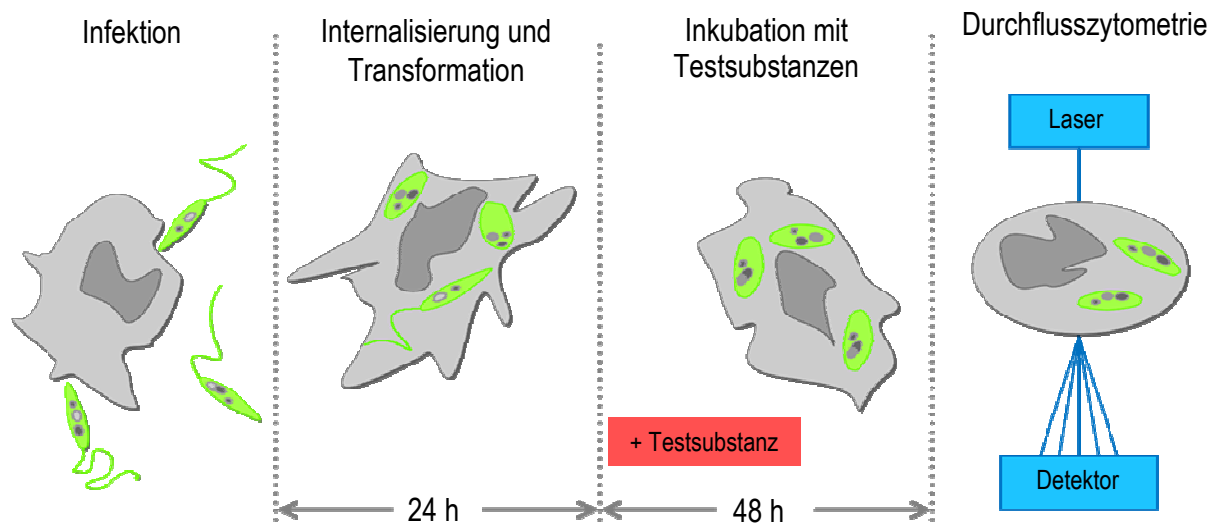 Infektion
Internalisierung und
Transformation
Inkubation mit
Testsubstanzen
Durchflusszytometrie
Laser
+ Testsubstanz
Detektor
24 h
48 h